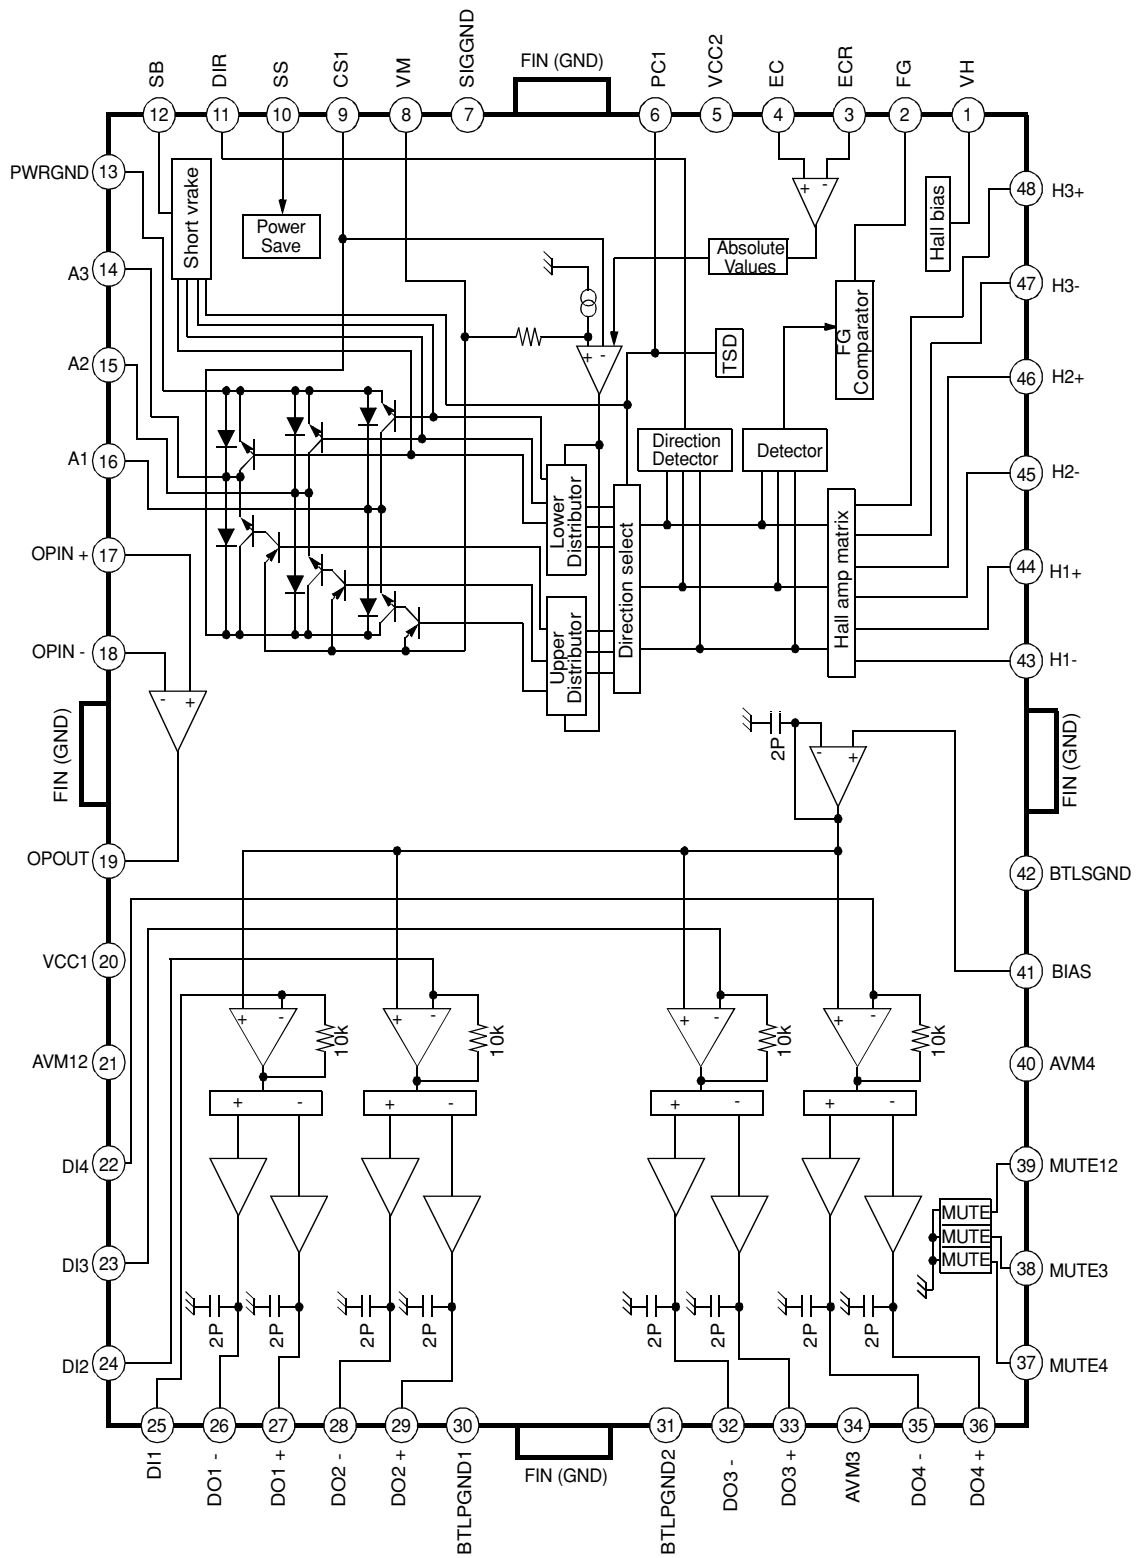 SB
DIR
SS
CS1
VM
SIGGND
FIN (GND)
PC1
VCC2
EC
ECR
FG
VH
12
11
10
9
8
7
6
5
4
3
2
1
PWRGND 13
A3 14
A2 15
A1 16
OPIN + 17
OPIN - 18
FIN (GND)
OPOUT 19
VCC1 20
AVM12 21
DI4 22
DI3 23
DI2 24
48 H3+
47 H3-
46 H2+
45 H2-
44 H1+
43 H1-
FIN (GND)
42 BTLSGND
41 BIAS
40 AVM4
39 MUTE12
38 MUTE3
37 MUTE4
Short vrake
Power
Save
Absolute
Values
Hall bias
FG
Comparator
TSD
+ -
+ -
Direction
Detector
Detector
Lower
Distributor
Upper
Distributor
Direction select
Hall amp matrix
- +
2P
- +
+ -
10k
+ -
10k
+ -
10k
+ -
10k
+ -
+ -
+ -
+ -
MUTE
MUTE
MUTE
2P
2P
2P
2P
2P
2P
2P
2P
25
26
27
28
29
30
31
32
33
34
35
36
DI1
DO1 -
DO1 +
DO2 -
DO2 +
BTLPGND1
FIN (GND)
BTLPGND2
DO3 -
DO3 +
AVM3
DO4 -
DO4 +